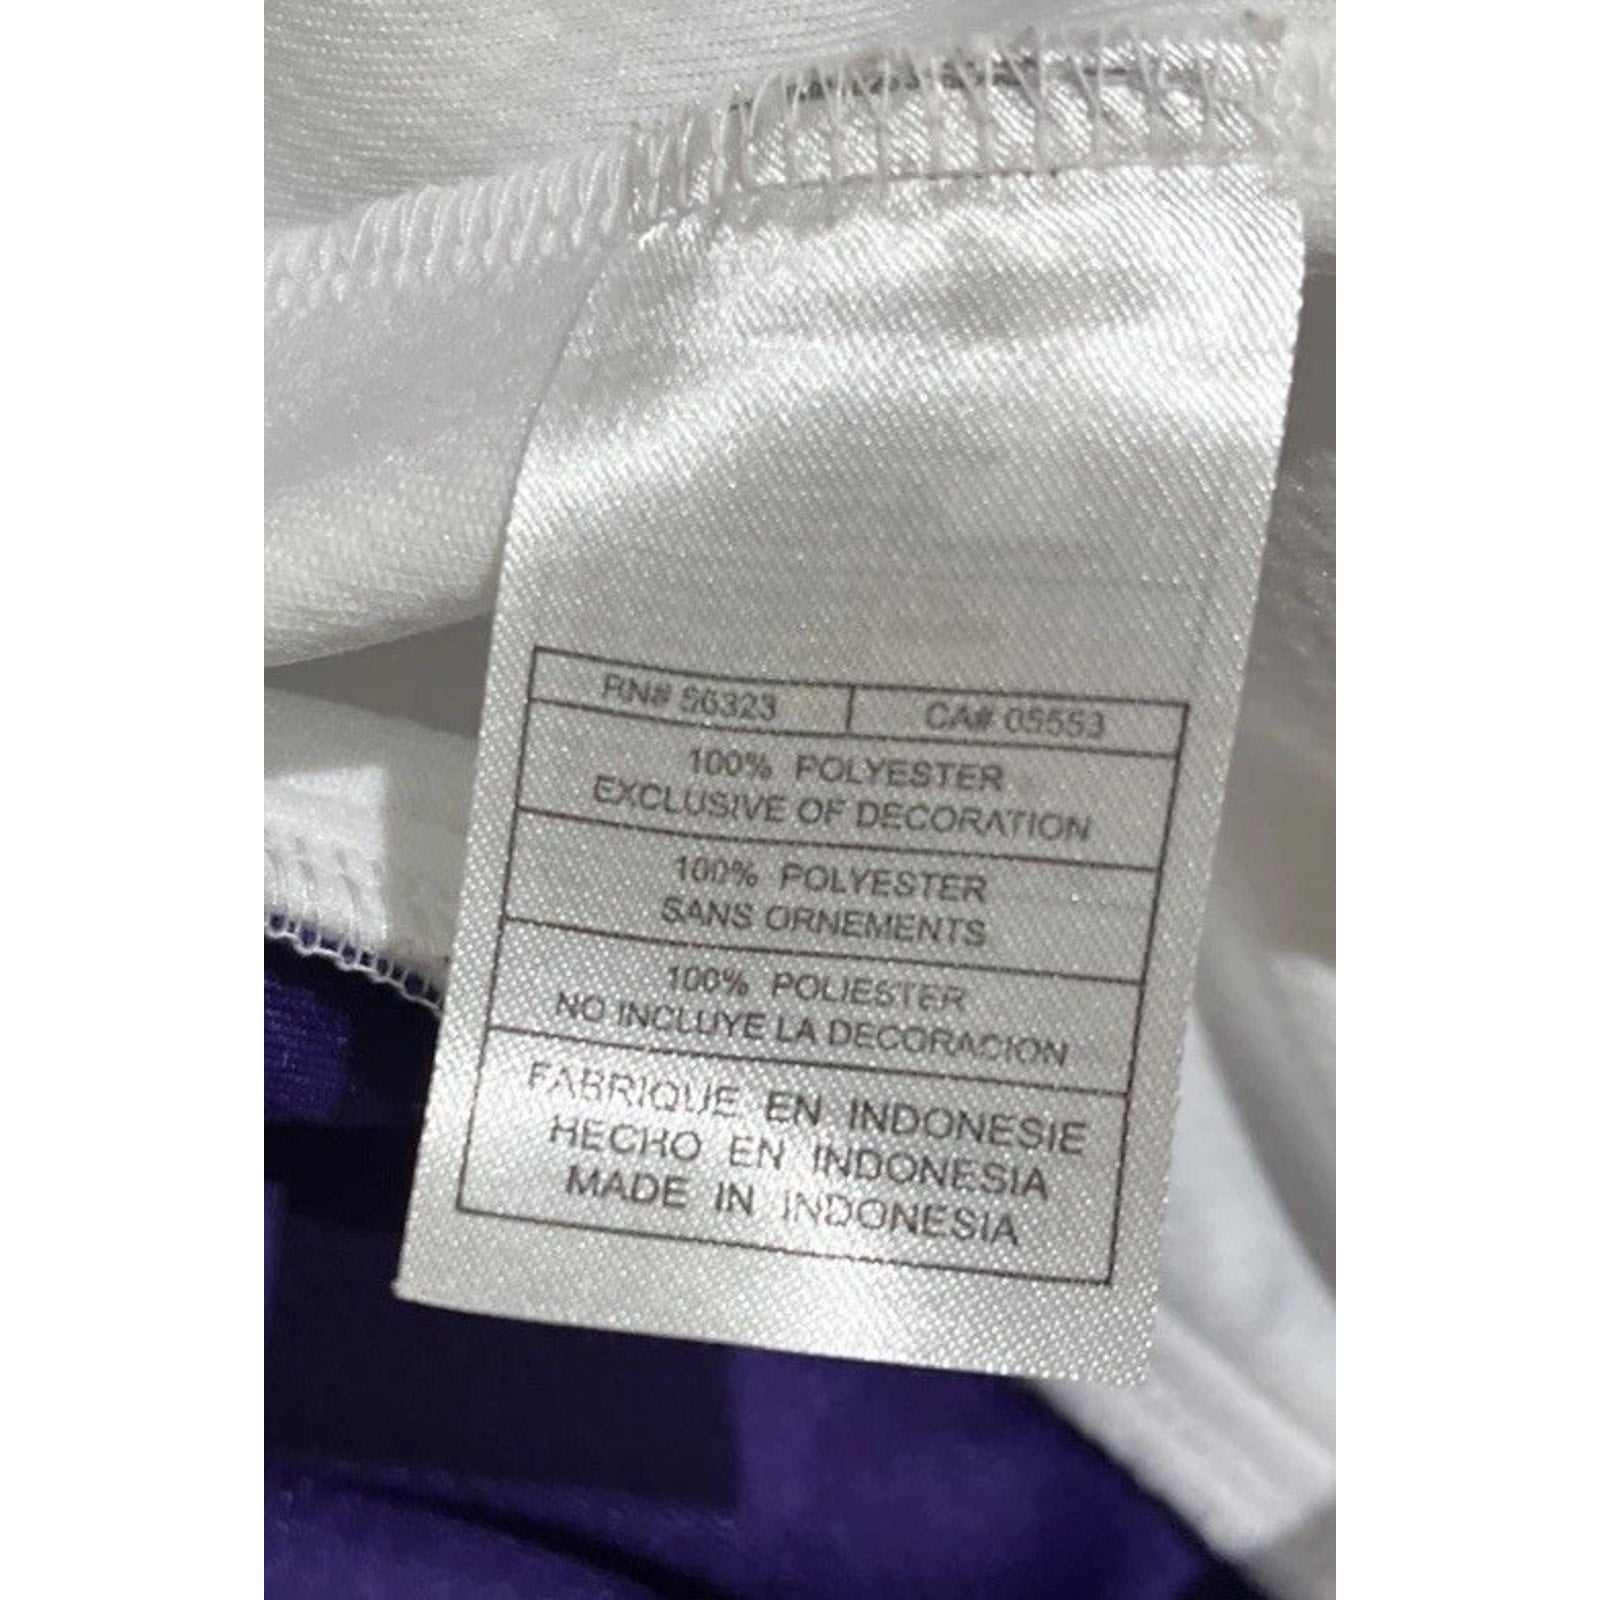 RN# 56323 CA# 05553
100% POLYESTER
EXCLUSIVE OF DECORATION
100% POLYESTER
SANS ORNEMENTS
100% POLIESTER
NO INCLUYE LA DECORACION
FABRIQUE EN INDONESIE
HECHO EN INDONESIA
MADE IN INDONESIA